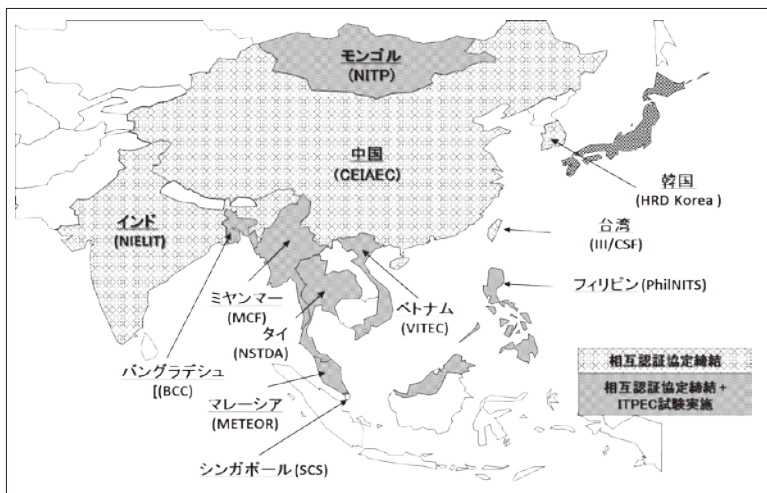 モンゴル
(NITP)
中国
(CEIAEC)
韓国
(HRD Korea )
インド
(NIELIT)
台湾
(III/CSF)
ミヤンマー
(MCF)
ベトナム
(VITEC)
フィリピン(PhilNITS)
タイ
(NSTDA)
バングラデシュ
[(BCC)
マレーシア
(METEOR)
シンガポール(SCS)
相互認証協定締結
相互認証協定締結+
ITPEC試験実施